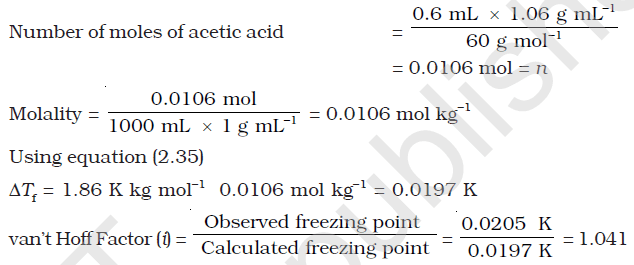 Number of moles of acetic acid = 0.6 mL × 1.06 g mL⁻¹ / 60 g mol⁻¹
= 0.0106 mol = n
Molality = 0.0106 mol / 1000 mL × 1 g mL⁻¹ = 0.0106 mol kg⁻¹
Using equation (2.35)
ΔTf = 1.86 K kg mol⁻¹ 0.0106 mol kg⁻¹ = 0.0197 K
van't Hoff Factor (i) = Observed freezing point / Calculated freezing point = 0.0205 K / 0.0197 K = 1.041